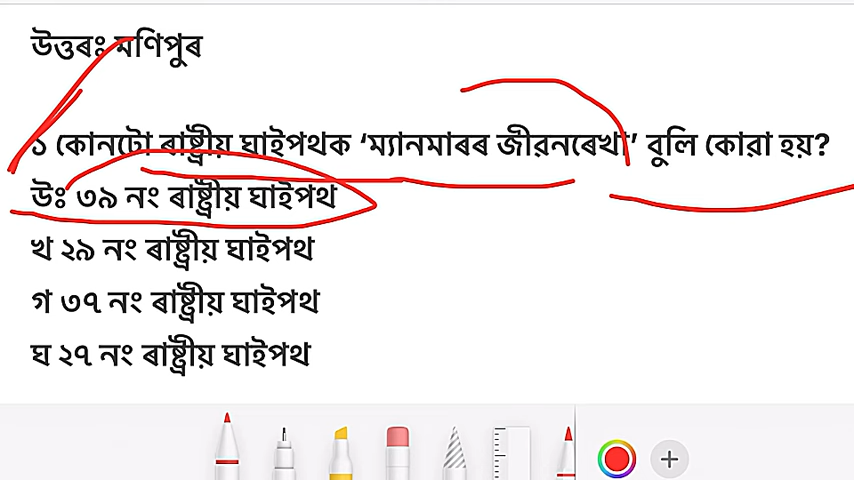 উত্তৰঃ মণিপুৰ
১ কোনটো ৰাষ্ট্ৰীয় ঘাইপথক ‘ম্যানমাৰৰ জীৱনৰেখা’ বুলি কোৱা হয়?
উঃ ৩৯ নং ৰাষ্ট্ৰীয় ঘাইপথ
খ ২৯ নং ৰাষ্ট্ৰীয় ঘাইপথ
গ ৩৭ নং ৰাষ্ট্ৰীয় ঘাইপথ
ঘ ২৭ নং ৰাষ্ট্ৰীয় ঘাইপথ